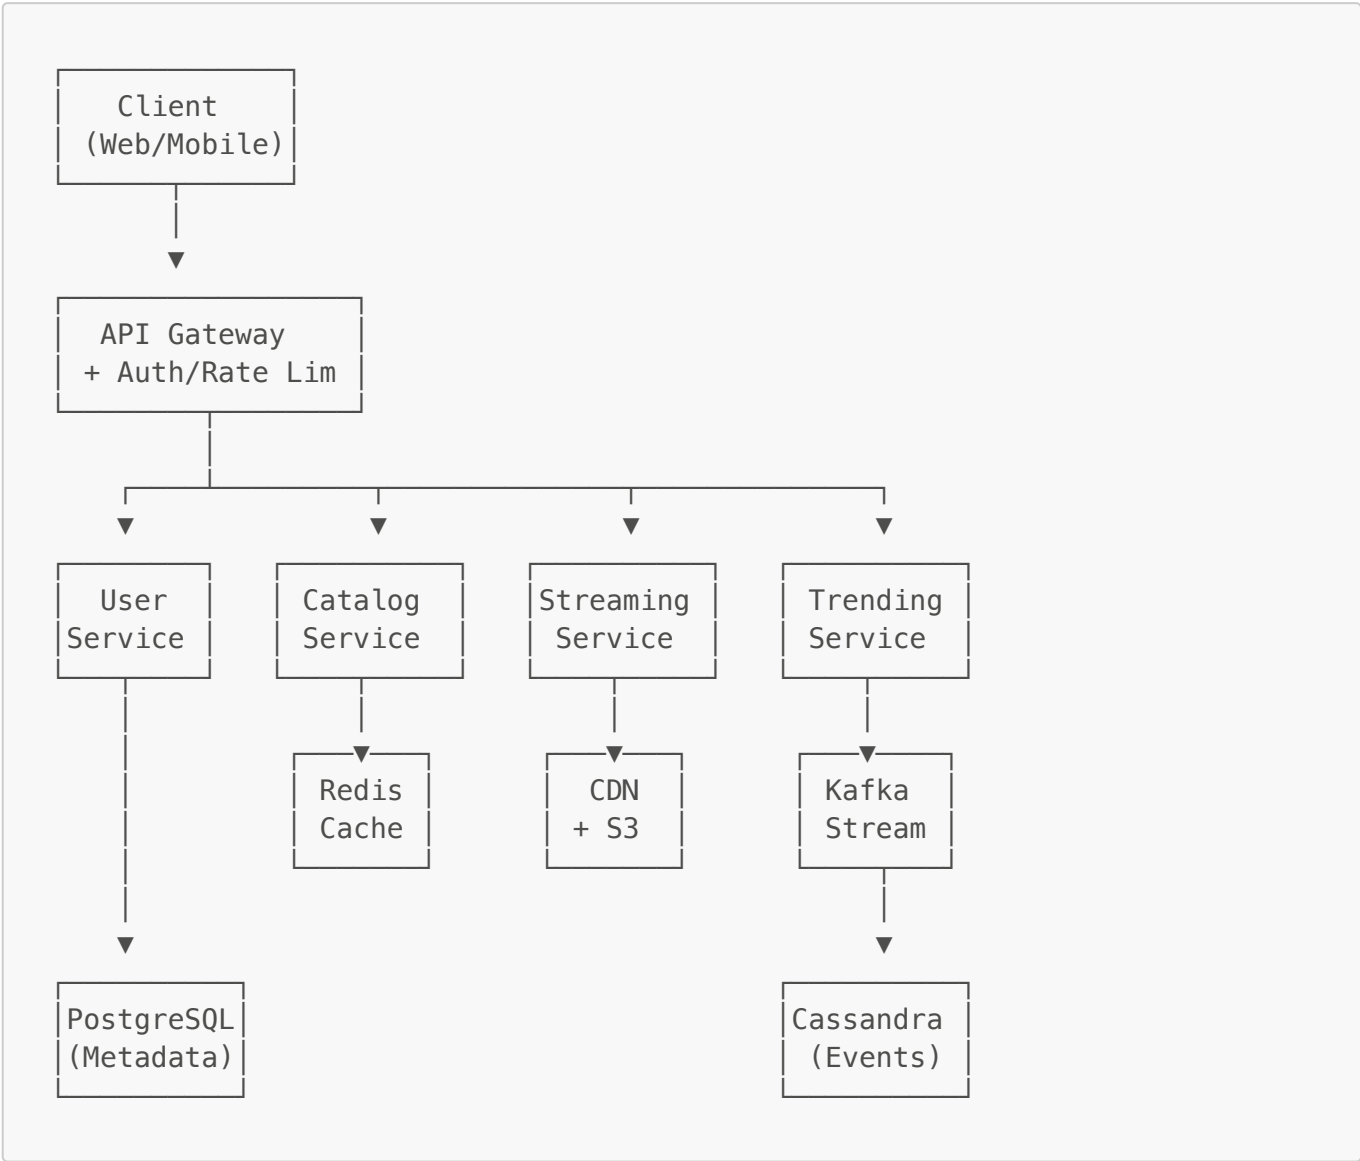 Client
(Web/Mobile)
API Gateway
+ Auth/Rate Lim
User
Service
Catalog
Service
Streaming
Service
Trending
Service
Redis
Cache
CDN
+ S3
Kafka
Stream
PostgreSQL
(Metadata)
Cassandra
(Events)